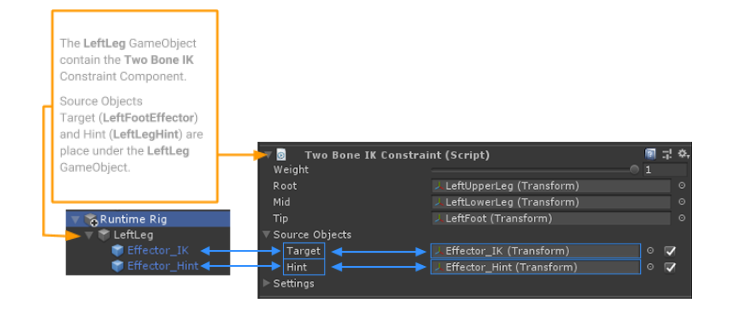 The LeftLeg GameObject
contain the Two Bone IK
Constraint Component.
Source Objects
Target (LeftFootEffector)
and Hint (LeftLegHint) are
place under the LeftLeg
GameObject.
Runtime Rig
LeftLeg
Effector_IK
Effector_Hint
Two Bone IK Constraint (Script)
Weight 1
Root LeftUpperLeg (Transform)
Mid LeftLowerLeg (Transform)
Tip LeftFoot (Transform)
Source Objects
Target Effector_IK (Transform)
Hint Effector_Hint (Transform)
Settings